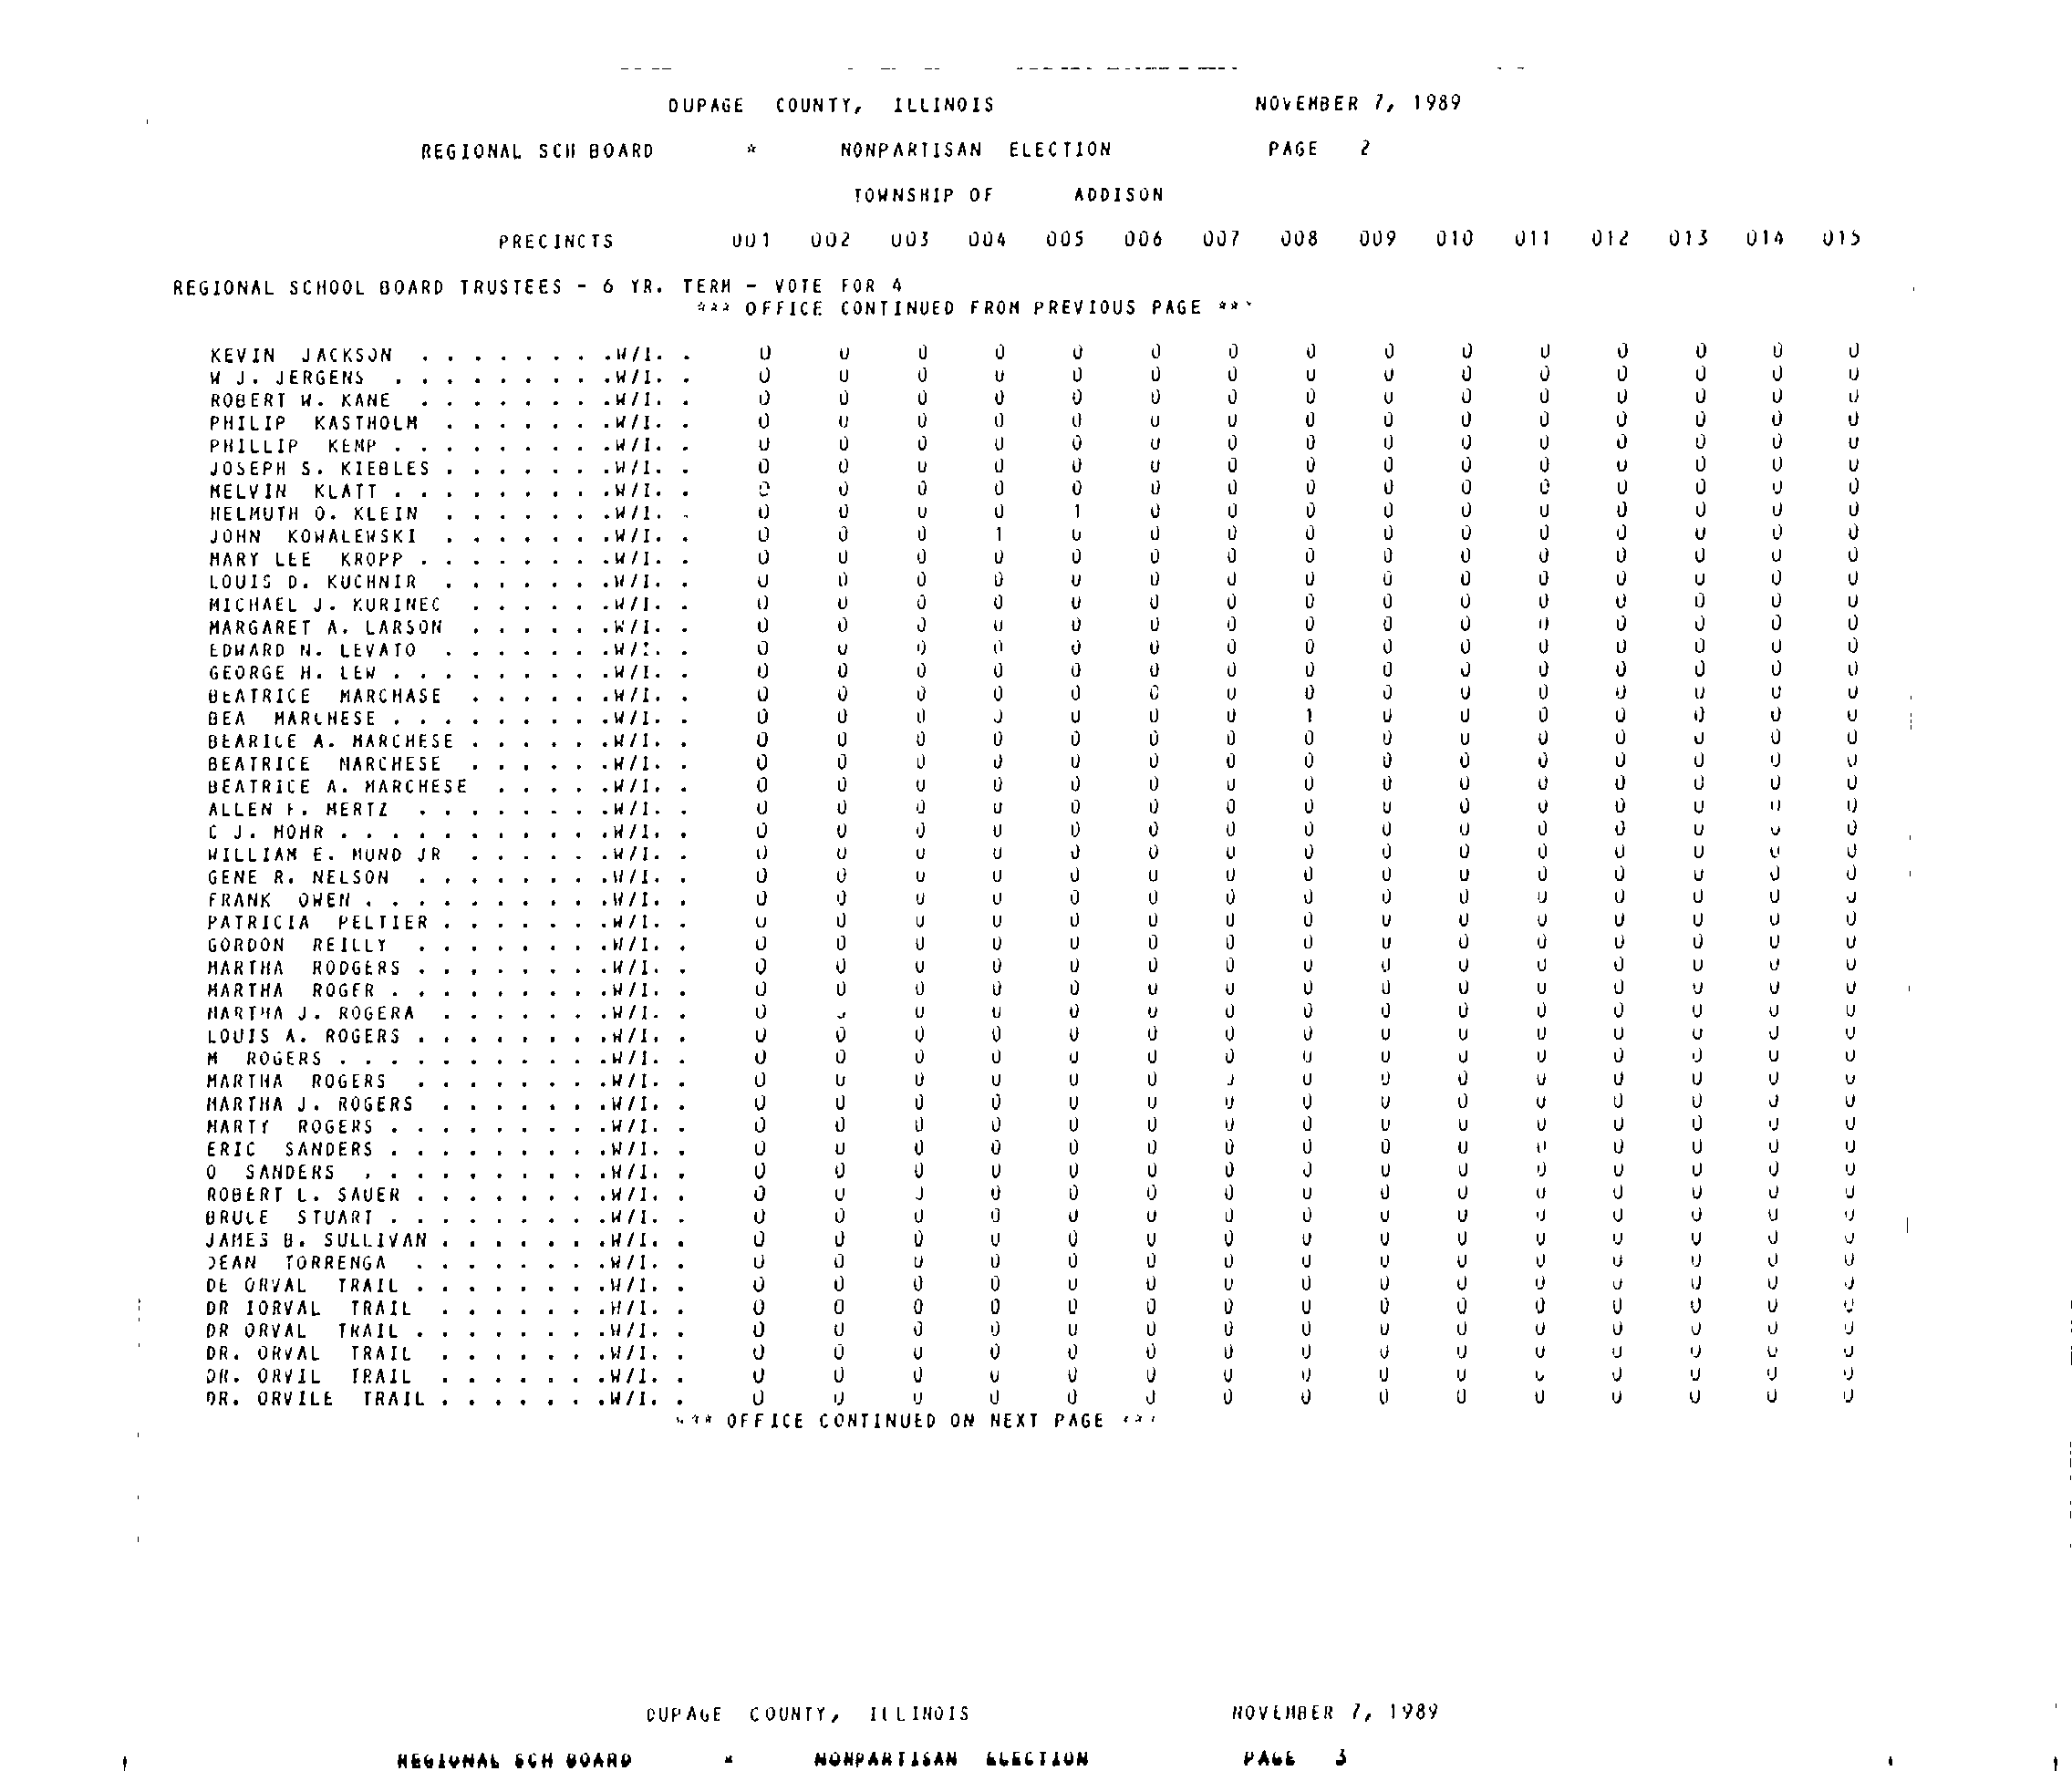 DUPAGE COUNTY, ILLINOIS NOVEMBER 7, 1989
REGIONAL SCH BOARD * NONPARTISAN ELECTION PAGE 2
TOWNSHIP OF ADDISON
PRECINCTS 001 002 003 004 005 006 007 008 009 010 011 012 013 014 015
REGIONAL SCHOOL BOARD TRUSTEES - 6 YR. TERM - VOTE FOR 4
*** OFFICE CONTINUED FROM PREVIOUS PAGE ***
KEVIN JACKSON . . . . . . . .W/I. . 0 0 0 0 0 0 0 0 0 0 0 0 0 0 0
W J. JERGENS . . . . . . . . .W/I. . 0 0 0 0 0 0 0 0 0 0 0 0 0 0 0
ROBERT W. KANE . . . . . . . .W/I. . 0 0 0 0 0 0 0 0 0 0 0 0 0 0 0
PHILIP KASTHOLM . . . . . . .W/I. . 0 0 0 0 0 0 0 0 0 0 0 0 0 0 0
PHILLIP KEMP . . . . . . . . .W/I. . 0 0 0 0 0 0 0 0 0 0 0 0 0 0 0
JOSEPH S. KIEBLES . . . . . . .W/I. . 0 0 0 0 0 0 0 0 0 0 0 0 0 0 0
MELVIN KLATT . . . . . . . . .W/I. . 0 0 0 0 0 0 0 0 0 0 0 0 0 0 0
HELMUTH O. KLEIN . . . . . . .W/I. . 0 0 0 0 1 0 0 0 0 0 0 0 0 0 0
JOHN KOWALEWSKI . . . . . . .W/I. . 0 0 0 1 0 0 0 0 0 0 0 0 0 0 0
MARY LEE KROPP . . . . . . . .W/I. . 0 0 0 0 0 0 0 0 0 0 0 0 0 0 0
LOUIS D. KUCHNIR . . . . . . .W/I. . 0 0 0 0 0 0 0 0 0 0 0 0 0 0 0
MICHAEL J. KURINEC . . . . . .W/I. . 0 0 0 0 0 0 0 0 0 0 0 0 0 0 0
MARGARET A. LARSON . . . . . .W/I. . 0 0 0 0 0 0 0 0 0 0 0 0 0 0 0
EDWARD N. LEVATO . . . . . . .W/I. . 0 0 0 0 0 0 0 0 0 0 0 0 0 0 0
GEORGE H. LEW . . . . . . . . .W/I. . 0 0 0 0 0 0 0 0 0 0 0 0 0 0 0
BEATRICE MARCHASE . . . . . .W/I. . 0 0 0 0 0 0 0 0 0 0 0 0 0 0 0
BEA MARCHESE . . . . . . . . .W/I. . 0 0 0 0 0 0 0 1 0 0 0 0 0 0 0
BEARICE A. MARCHESE . . . . . .W/I. . 0 0 0 0 0 0 0 0 0 0 0 0 0 0 0
BEATRICE MARCHESE . . . . . .W/I. . 0 0 0 0 0 0 0 0 0 0 0 0 0 0 0
BEATRICE A. MARCHESE . . . . .W/I. . 0 0 0 0 0 0 0 0 0 0 0 0 0 0 0
ALLEN F. MERTZ . . . . . . . .W/I. . 0 0 0 0 0 0 0 0 0 0 0 0 0 0 0
C J. MOHR . . . . . . . . . . .W/I. . 0 0 0 0 0 0 0 0 0 0 0 0 0 0 0
WILLIAM E. MUND JR . . . . . .W/I. . 0 0 0 0 0 0 0 0 0 0 0 0 0 0 0
GENE R. NELSON . . . . . . . .W/I. . 0 0 0 0 0 0 0 0 0 0 0 0 0 0 0
FRANK OWEN . . . . . . . . . .W/I. . 0 0 0 0 0 0 0 0 0 0 0 0 0 0 0
PATRICIA PELTIER . . . . . . .W/I. . 0 0 0 0 0 0 0 0 0 0 0 0 0 0 0
GORDON REILLY . . . . . . . .W/I. . 0 0 0 0 0 0 0 0 0 0 0 0 0 0 0
MARTHA RODGERS . . . . . . . .W/I. . 0 0 0 0 0 0 0 0 0 0 0 0 0 0 0
MARTHA ROGER . . . . . . . . .W/I. . 0 0 0 0 0 0 0 0 0 0 0 0 0 0 0
MARTHA J. ROGERA . . . . . . .W/I. . 0 0 0 0 0 0 0 0 0 0 0 0 0 0 0
LOUIS A. ROGERS . . . . . . . .W/I. . 0 0 0 0 0 0 0 0 0 0 0 0 0 0 0
M ROGERS . . . . . . . . . . .W/I. . 0 0 0 0 0 0 0 0 0 0 0 0 0 0 0
MARTHA ROGERS . . . . . . . .W/I. . 0 0 0 0 0 0 0 0 0 0 0 0 0 0 0
MARTHA J. ROGERS . . . . . . .W/I. . 0 0 0 0 0 0 0 0 0 0 0 0 0 0 0
MARTY ROGERS . . . . . . . . .W/I. . 0 0 0 0 0 0 0 0 0 0 0 0 0 0 0
ERIC SANDERS . . . . . . . . .W/I. . 0 0 0 0 0 0 0 0 0 0 0 0 0 0 0
O SANDERS . . . . . . . . . .W/I. . 0 0 0 0 0 0 0 0 0 0 0 0 0 0 0
ROBERT L. SAUER . . . . . . . .W/I. . 0 0 0 0 0 0 0 0 0 0 0 0 0 0 0
BRUCE STUART . . . . . . . . .W/I. . 0 0 0 0 0 0 0 0 0 0 0 0 0 0 0
JAMES B. SULLIVAN . . . . . . .W/I. . 0 0 0 0 0 0 0 0 0 0 0 0 0 0 0
DEAN TORRENGA . . . . . . . .W/I. . 0 0 0 0 0 0 0 0 0 0 0 0 0 0 0
DE ORVAL TRAIL . . . . . . . .W/I. . 0 0 0 0 0 0 0 0 0 0 0 0 0 0 0
DR IORVAL TRAIL . . . . . . .W/I. . 0 0 0 0 0 0 0 0 0 0 0 0 0 0 0
DR ORVAL TRAIL . . . . . . . .W/I. . 0 0 0 0 0 0 0 0 0 0 0 0 0 0 0
DR. ORVAL TRAIL . . . . . . .W/I. . 0 0 0 0 0 0 0 0 0 0 0 0 0 0 0
DR. ORVIL TRAIL . . . . . . .W/I. . 0 0 0 0 0 0 0 0 0 0 0 0 0 0 0
DR. ORVILE TRAIL . . . . . . .W/I. . 0 0 0 0 0 0 0 0 0 0 0 0 0 0 0
*** OFFICE CONTINUED ON NEXT PAGE ***
DUPAGE COUNTY, ILLINOIS NOVEMBER 7, 1989
REGIONAL SCH BOARD * NONPARTISAN ELECTION PAGE 3